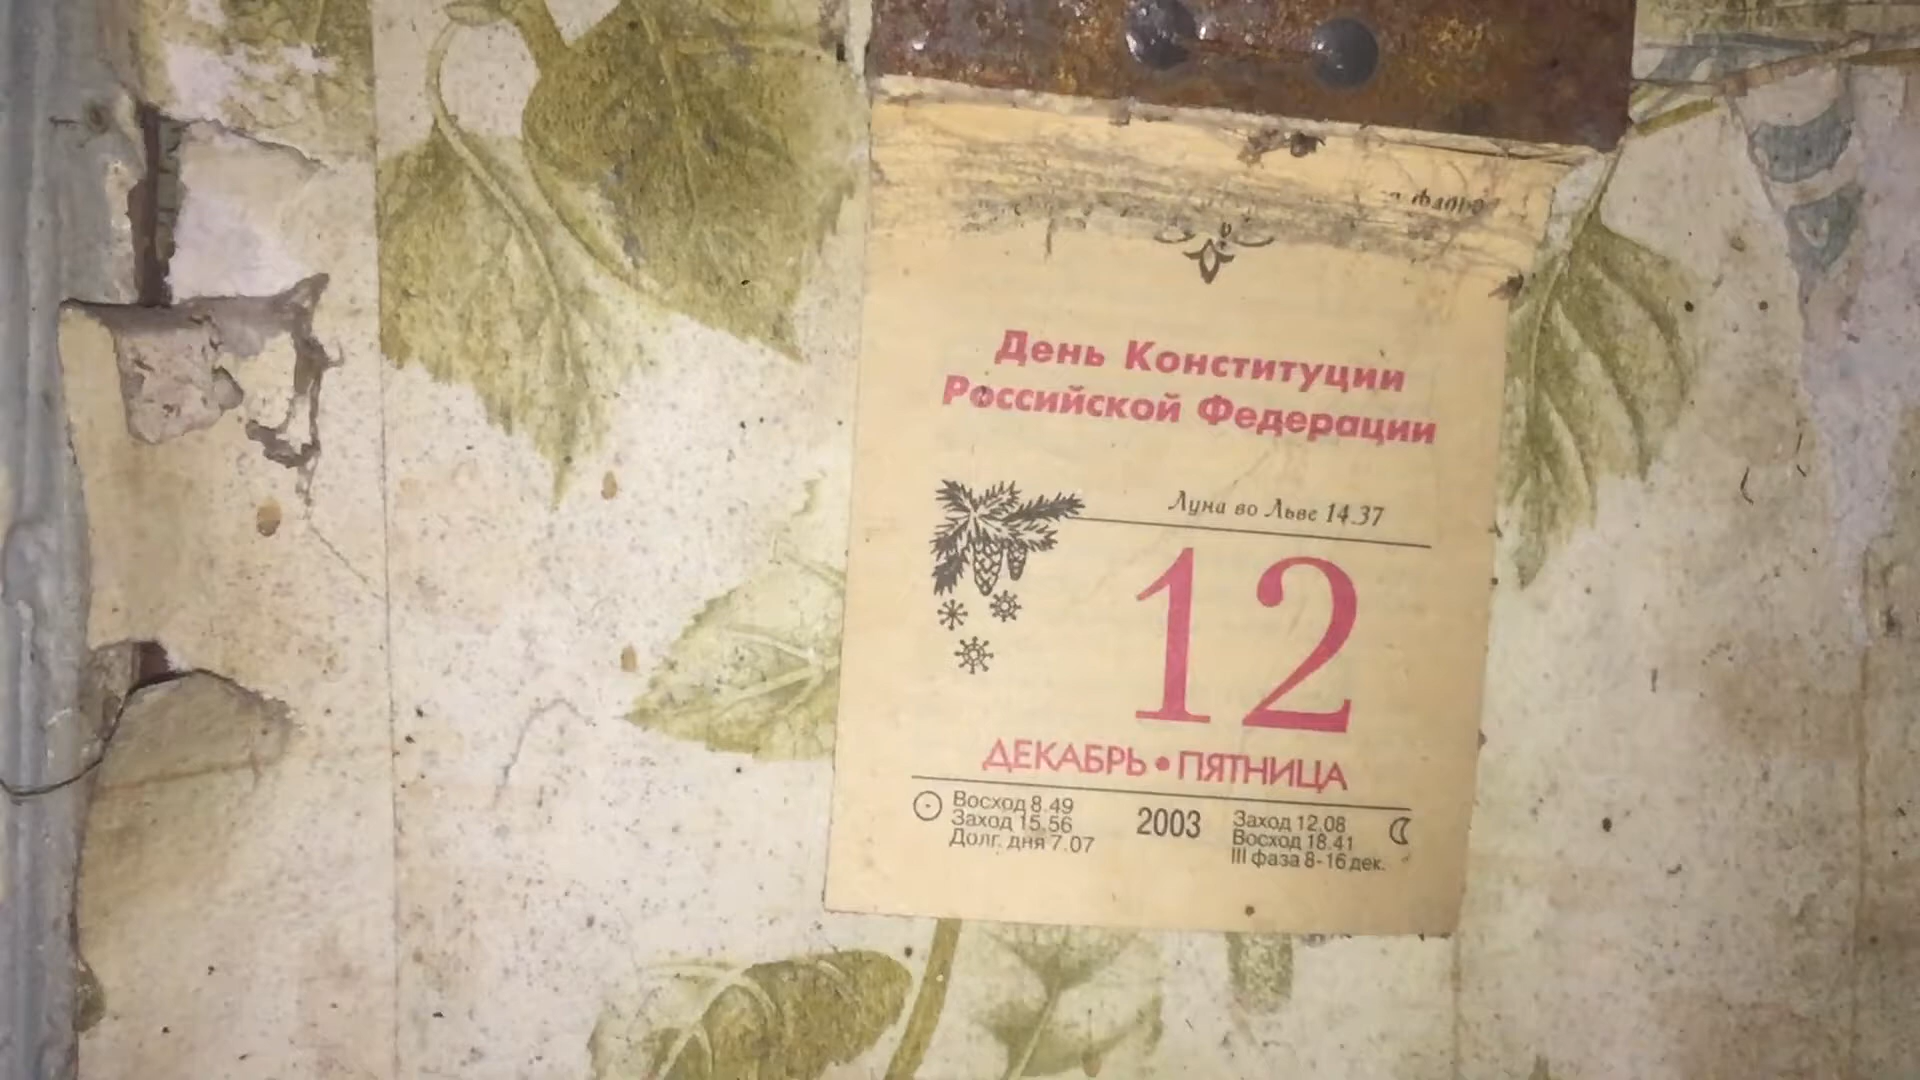 День Конституции
Российской Федерации
Луна во Льве 14.37
12
ДЕКАБРЬ • ПЯТНИЦА
Восход 8.49
Заход 15.56
Долг. дня 7.07
2003
Заход 12.08
Восход 18.41
III фаза 8-16 дек.